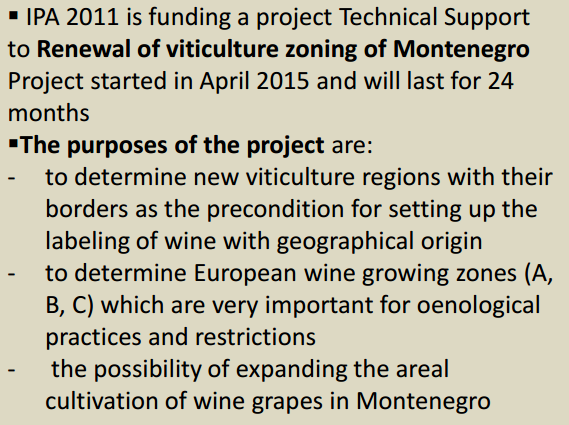 ▪ IPA 2011 is funding a project Technical Support
to Renewal of viticulture zoning of Montenegro
Project started in April 2015 and will last for 24
months
▪The purposes of the project are:
- to determine new viticulture regions with their
borders as the precondition for setting up the
labeling of wine with geographical origin
- to determine European wine growing zones (A,
B, C) which are very important for oenological
practices and restrictions
- the possibility of expanding the areal
cultivation of wine grapes in Montenegro